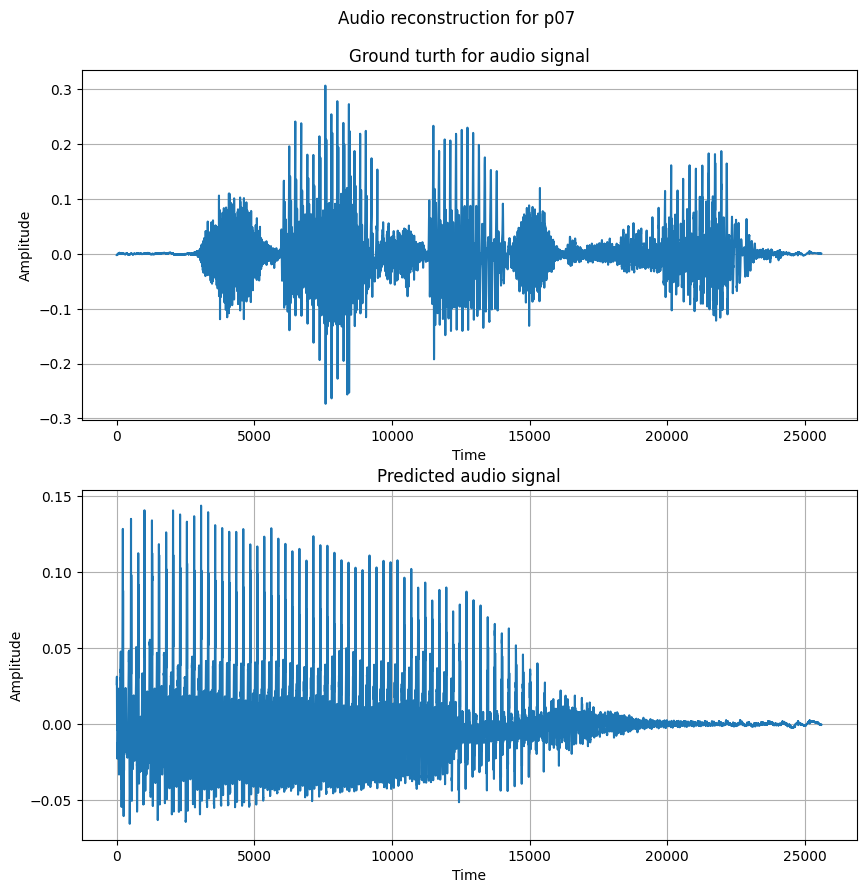 Audio reconstruction for p07
Ground turth for audio signal
0.3
0.2
0.1
0.0
−0.1
−0.2
−0.3
Amplitude
0 5000 10000 15000 20000 25000
Time
Predicted audio signal
0.15
0.10
0.05
0.00
−0.05
Amplitude
0 5000 10000 15000 20000 25000
Time